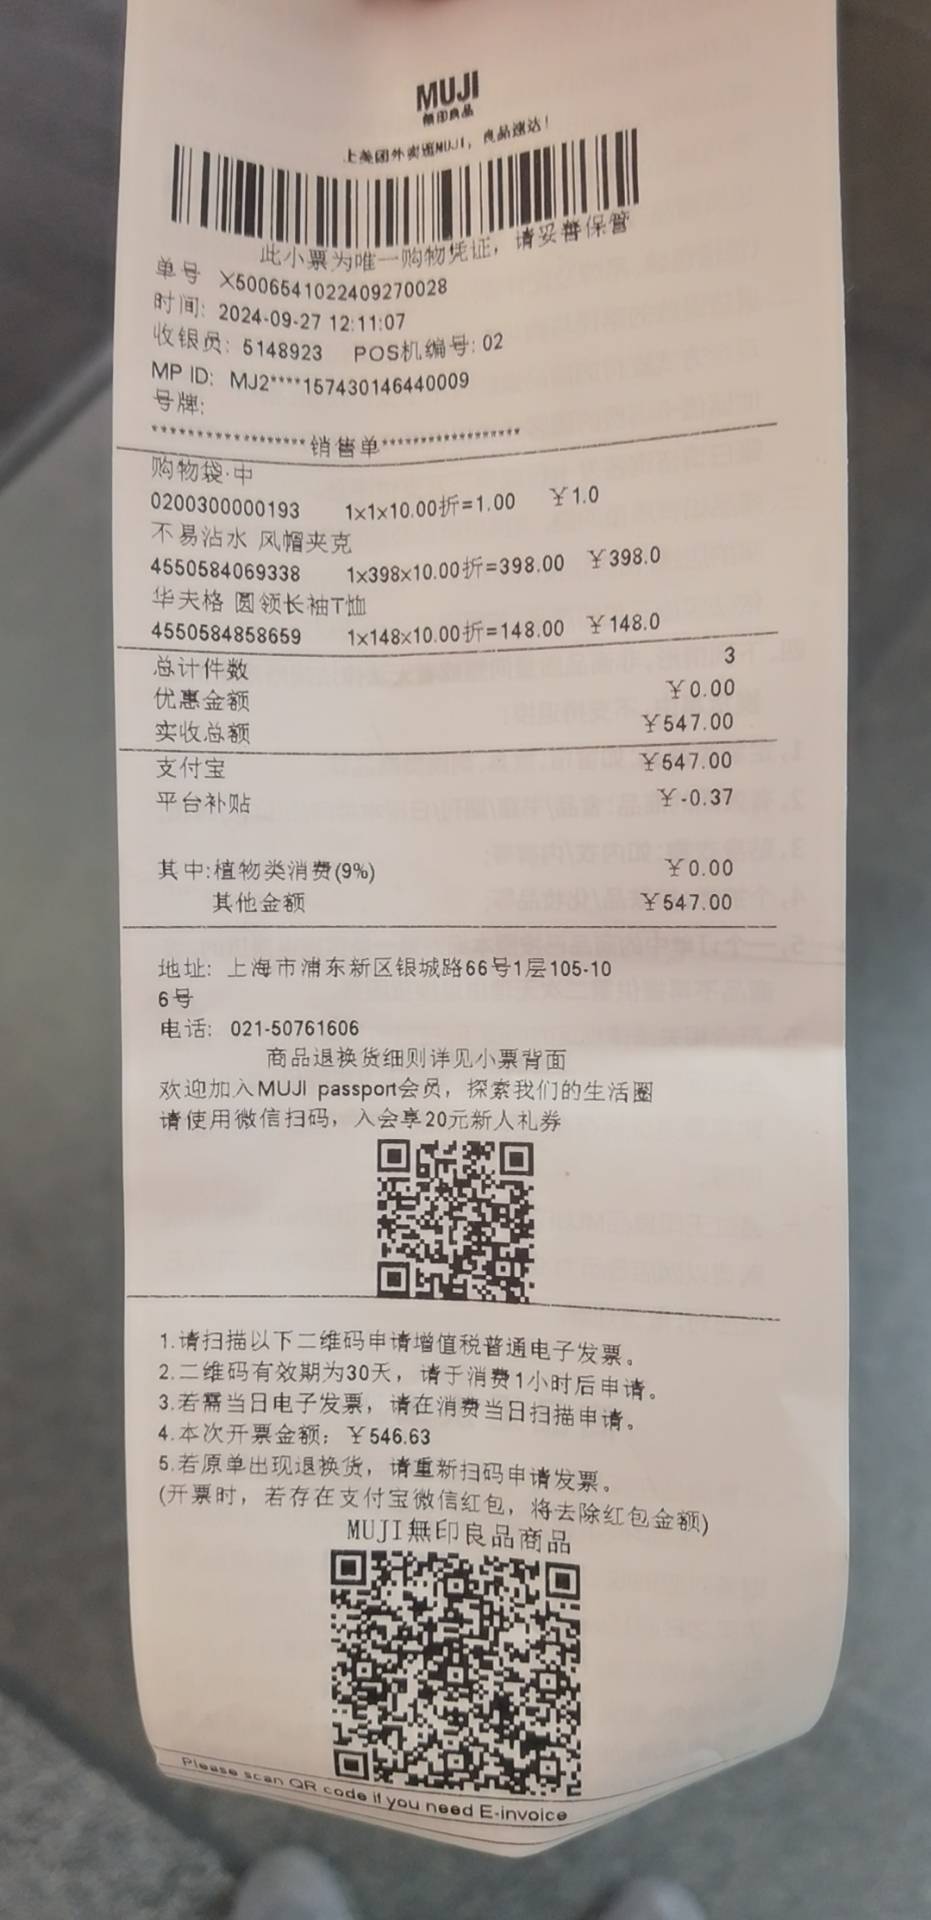 MUJI
無印良品
上美团外卖逛MUJI，良品速达！
此小票为唯一购物凭证，请妥善保管
单号 X5006541022409270028
时间: 2024-09-27 12:11:07
收银员: 5148923 POS机编号: 02
MP ID: MJ2****157430146440009
号牌:
******************销售单******************
购物袋·中
0200300000193 1x1x10.00折=1.00 ￥1.0
不易沾水 风帽夹克
4550584069338 1x398x10.00折=398.00 ￥398.0
华夫格 圆领长袖T恤
4550584858659 1x148x10.00折=148.00 ￥148.0
总计件数 3
优惠金额 ￥0.00
实收总额 ￥547.00
支付宝 ￥547.00
平台补贴 ￥-0.37
其中:植物类消费(9%) ￥0.00
其他金额 ￥547.00
地址: 上海市浦东新区银城路66号1层105-10
6号
电话: 021-50761606
商品退换货细则详见小票背面
欢迎加入MUJI passport会员，探索我们的生活圈
请使用微信扫码，入会享20元新人礼券
1.请扫描以下二维码申请增值税普通电子发票。
2.二维码有效期为30天，请于消费1小时后申请。
3.若需当日电子发票，请在消费当日扫描申请。
4.本次开票金额: ￥546.63
5.若原单出现退换货，请重新扫码申请发票。
(开票时，若存在支付宝微信红包，将去除红包金额)
MUJI無印良品商品
Please scan QR code if you need E-invoice